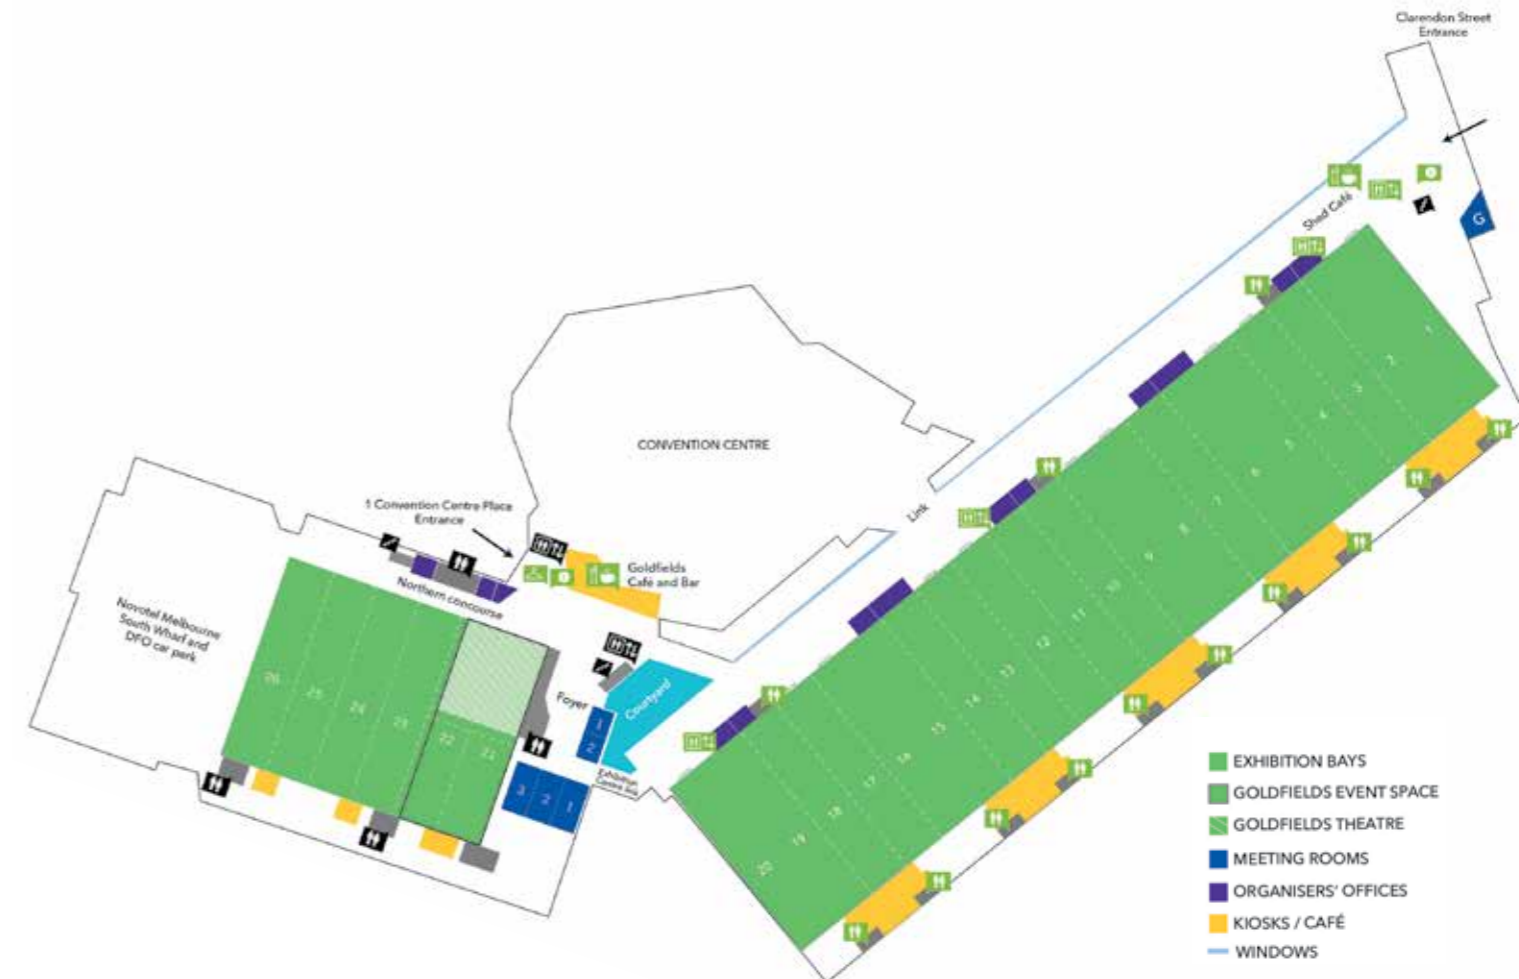 Clarendon Street
Entrance
G
Shed Café
1
2
3
4
5
6
7
8
9
10
11
12
13
14
15
16
17
18
19
20
CONVENTION CENTRE
Link
1 Convention Centre Place
Entrance
Goldfields
Café and Bar
Northern concourse
Novotel Melbourne
South Wharf and
DFO car park
26
25
24
23
22
21
Foyer
Courtyard
1
2
Exhibition
Centre link
3
2
1
EXHIBITION BAYS
GOLDFIELDS EVENT SPACE
GOLDFIELDS THEATRE
MEETING ROOMS
ORGANISERS' OFFICES
KIOSKS / CAFÉ
WINDOWS